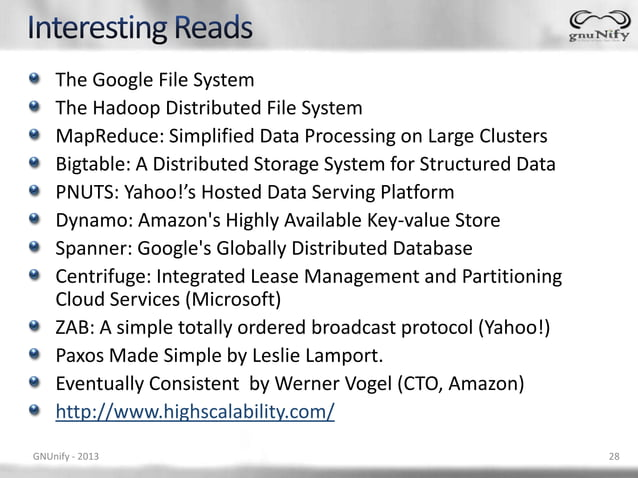 Interesting Reads
gnuNify
The Google File System
The Hadoop Distributed File System
MapReduce: Simplified Data Processing on Large Clusters
Bigtable: A Distributed Storage System for Structured Data
PNUTS: Yahoo!’s Hosted Data Serving Platform
Dynamo: Amazon's Highly Available Key-value Store
Spanner: Google's Globally Distributed Database
Centrifuge: Integrated Lease Management and Partitioning
Cloud Services (Microsoft)
ZAB: A simple totally ordered broadcast protocol (Yahoo!)
Paxos Made Simple by Leslie Lamport.
Eventually Consistent  by Werner Vogel (CTO, Amazon)
http://www.highscalability.com/
GNUnify - 2013
28